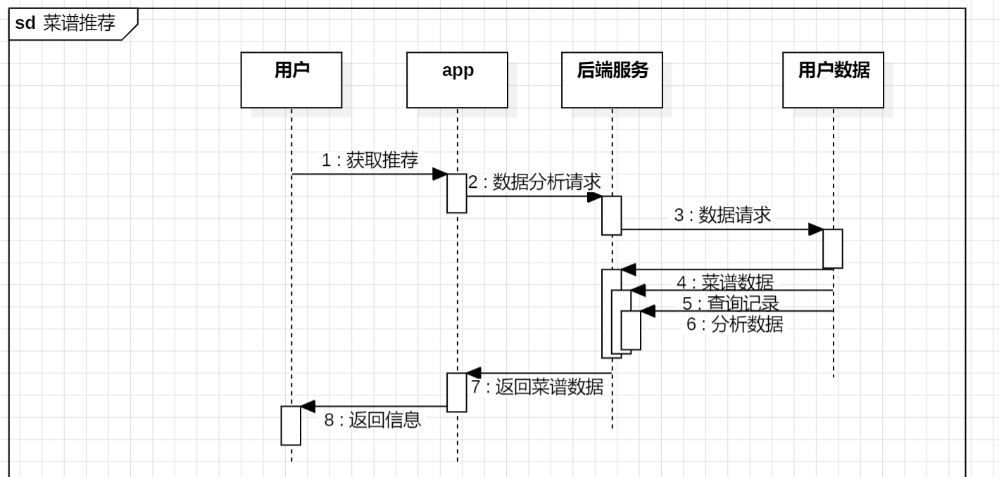 sd 菜谱推荐
用户
app
后端服务
用户数据
1 : 获取推荐
2 : 数据分析请求
3 : 数据请求
4 : 菜谱数据
5 : 查询记录
6 : 分析数据
7 : 返回菜谱数据
8 : 返回信息